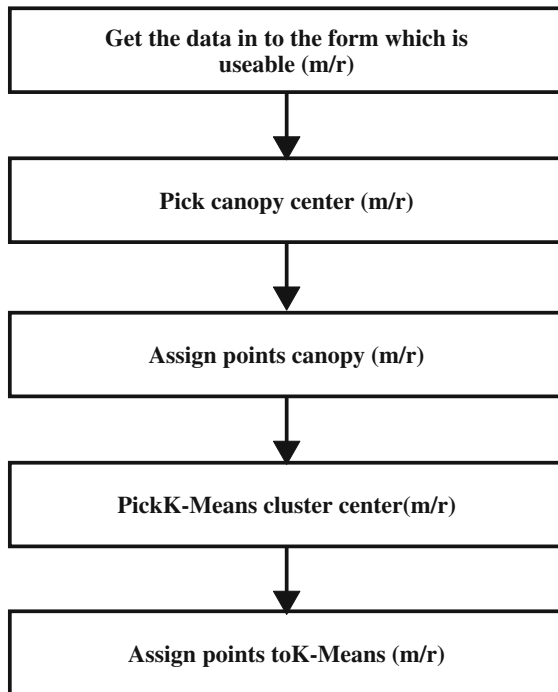 Get the data in to the form which is
useable (m/r)
Pick canopy center (m/r)
Assign points canopy (m/r)
PickK-Means cluster center(m/r)
Assign points toK-Means (m/r)